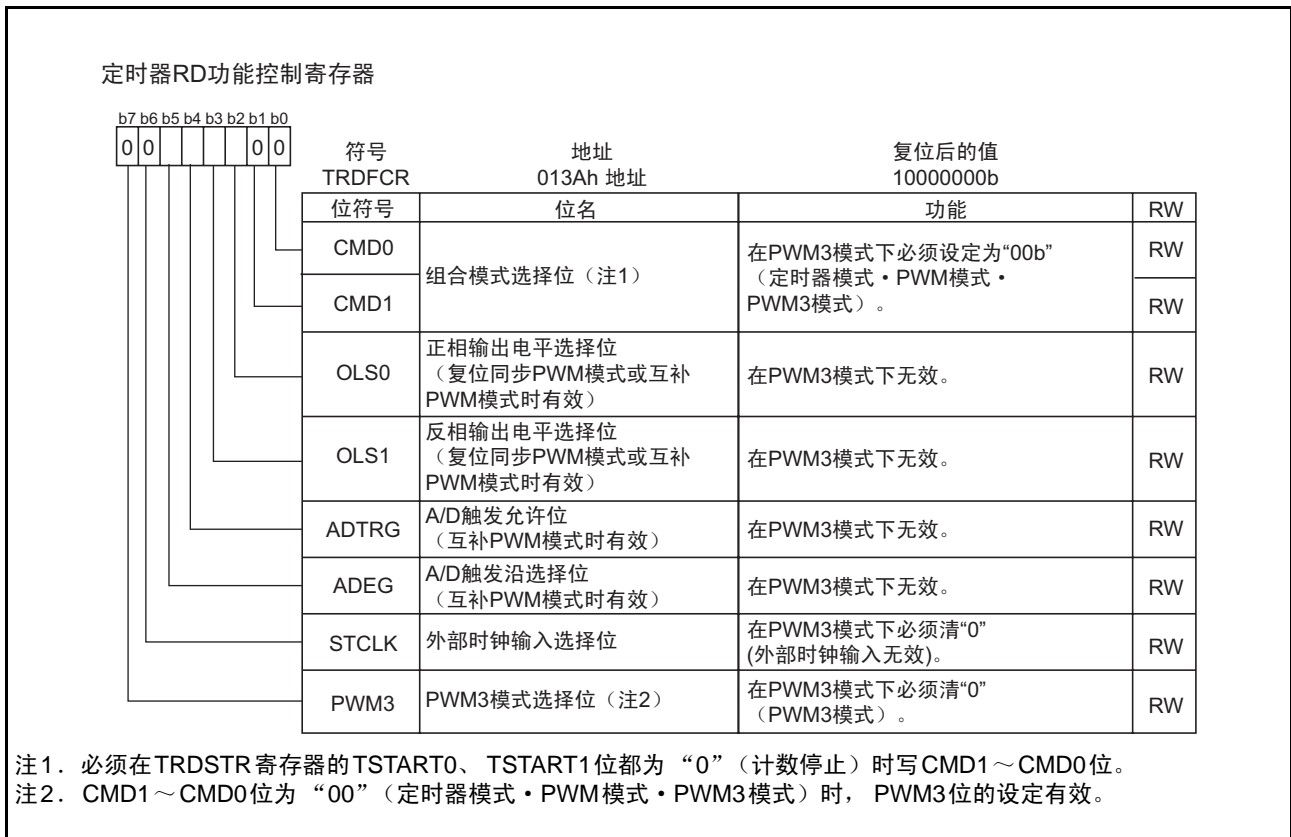 定时器RD功能控制寄存器
b7 b6 b5 b4 b3 b2 b1 b0
0 0 0 0
符号 地址 复位后的值
TRDFCR 013Ah 地址 10000000b
位符号 位名 功能 RW
CMD0 RW
组合模式选择位（注1）
在PWM3模式下必须设定为“00b”
（定时器模式・PWM模式・
PWM3模式）。
CMD1 RW
OLS0
正相输出电平选择位
（复位同步PWM模式或互补
PWM模式时有效）
在PWM3模式下无效。
RW
OLS1
反相输出电平选择位
（复位同步PWM模式或互补
PWM模式时有效）
在PWM3模式下无效。
RW
ADTRG
A/D触发允许位
（互补PWM模式时有效）
在PWM3模式下无效。
RW
ADEG
A/D触发沿选择位
（互补PWM模式时有效）
在PWM3模式下无效。
RW
STCLK
外部时钟输入选择位
在PWM3模式下必须清“0”
(外部时钟输入无效)。
RW
PWM3
PWM3模式选择位（注2）
在PWM3模式下必须清“0”
（PWM3模式）。
RW
注1．必须在TRDSTR寄存器的TSTART0、TSTART1位都为“0”（计数停止）时写CMD1～CMD0位。
注2．CMD1～CMD0位为“00”（定时器模式・PWM模式・PWM3模式）时，PWM3位的设定有效。